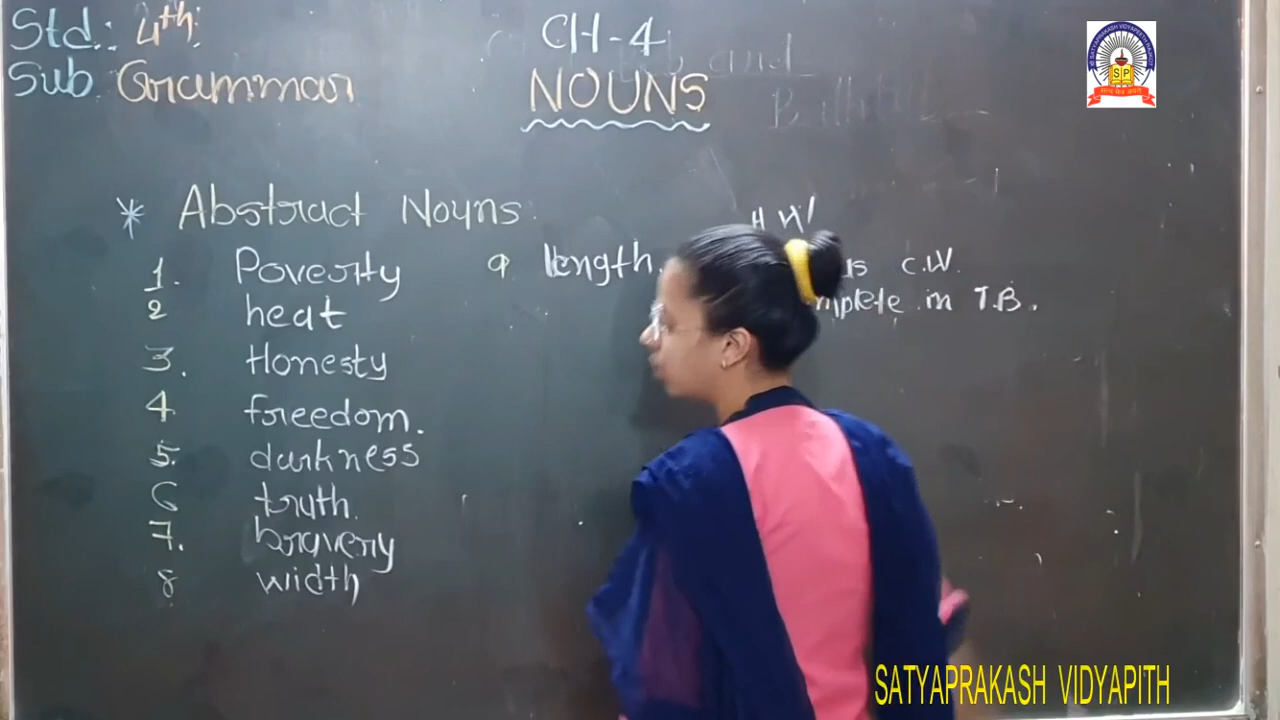 Std.: 4th.
Sub Grammar
CH-4
NOUNS
* Abstract Nouns
1. Poverty
2 heat
3. Honesty
4. freedom.
5. darkness
6 truth.
7. bravery
8 width
9 length.
H.W
C.W.
in T.B.
SP
SATYAPRAKASH VIDYAPITH